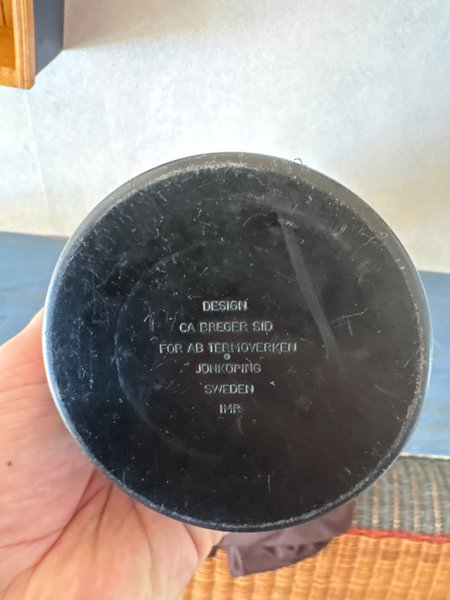 DESIGN
CA BREGER SID
FOR AB TERMOVERKEN
®
JONKOPING
SWEDEN
IMP.